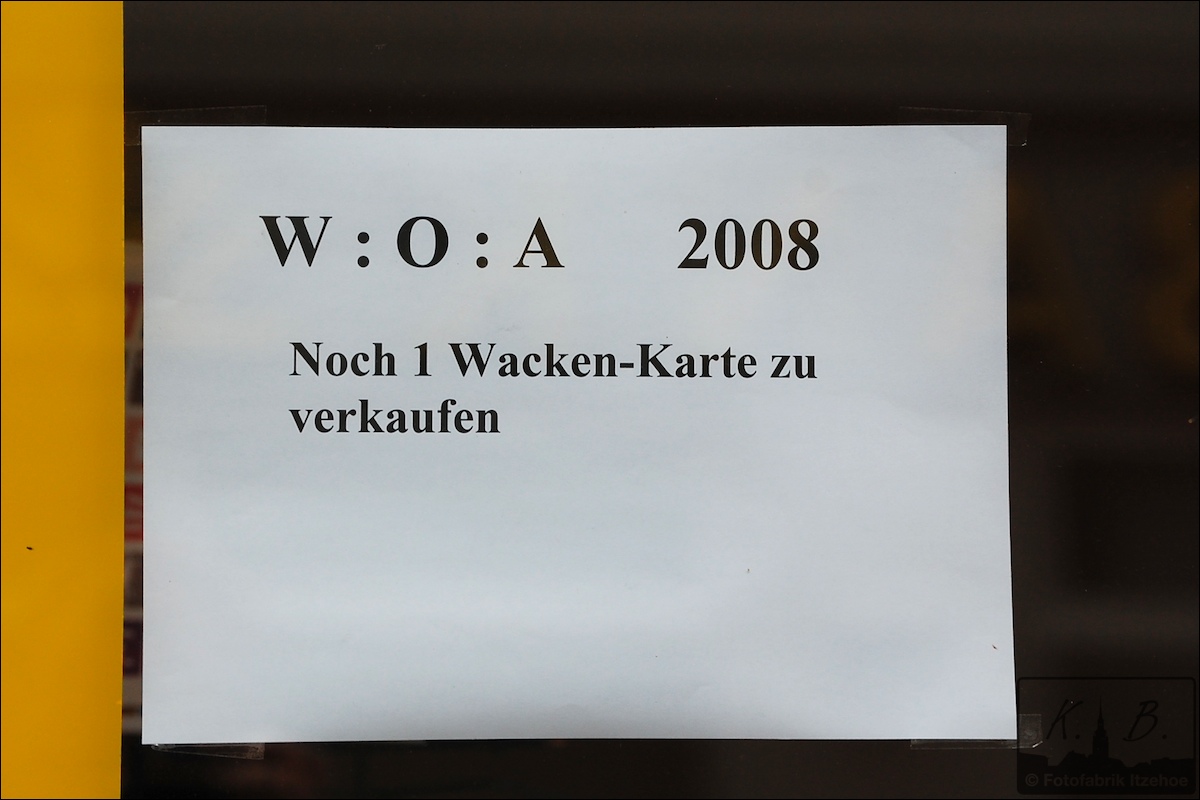 W : O : A 2008
Noch 1 Wacken-Karte zu
verkaufen
K. B.
© Fotofabrik Itzehoe